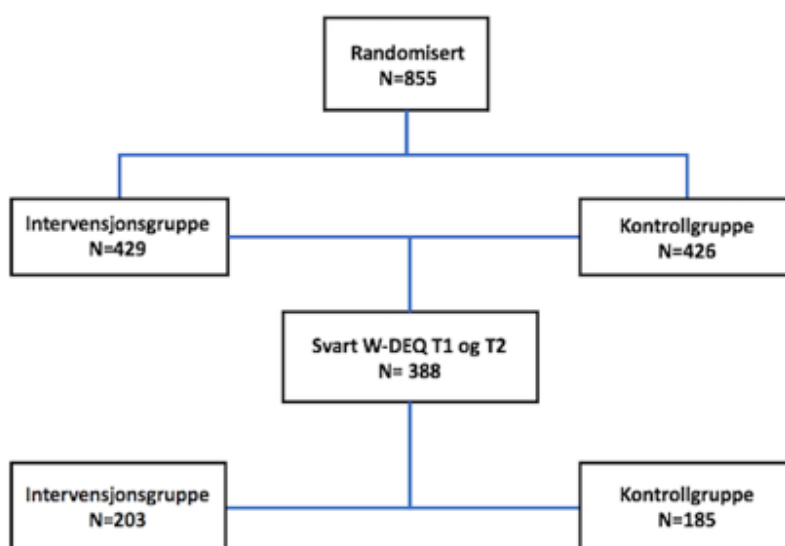 Randomisert
N=855
Intervensjonsgruppe
N=429
Kontrollgruppe
N=426
Svart W-DEQ T1 og T2
N= 388
Intervensjonsgruppe
N=203
Kontrollgruppe
N=185